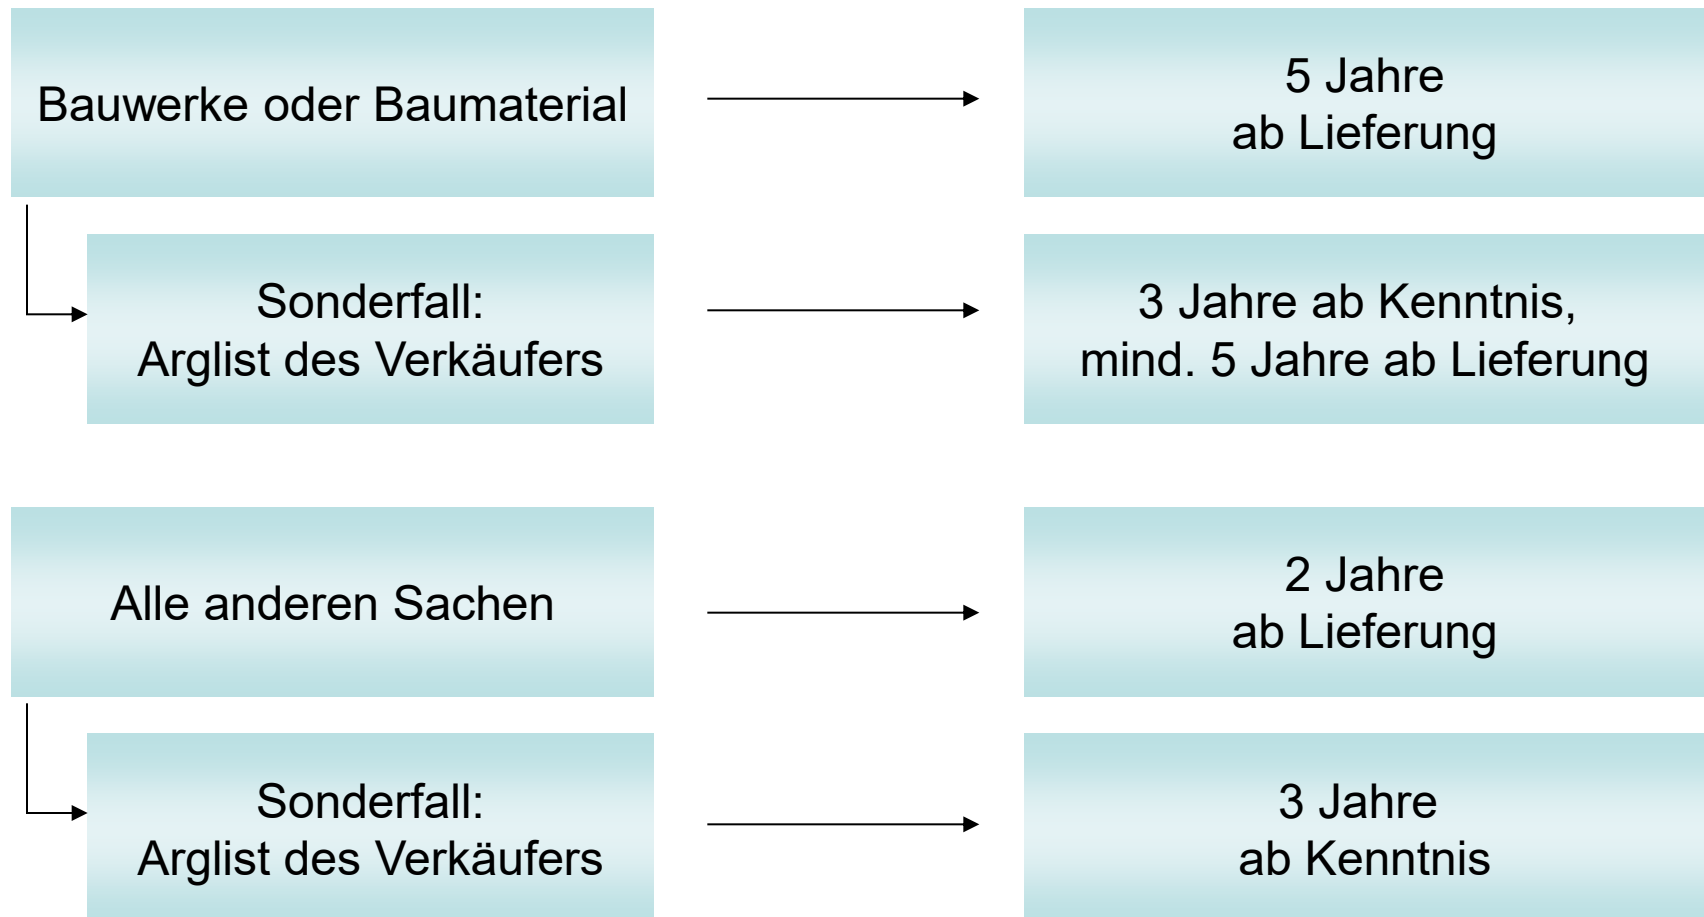 Bauwerke oder Baumaterial
5 Jahre
ab Lieferung
Sonderfall:
Arglist des Verkäufers
3 Jahre ab Kenntnis,
mind. 5 Jahre ab Lieferung
Alle anderen Sachen
2 Jahre
ab Lieferung
Sonderfall:
Arglist des Verkäufers
3 Jahre
ab Kenntnis